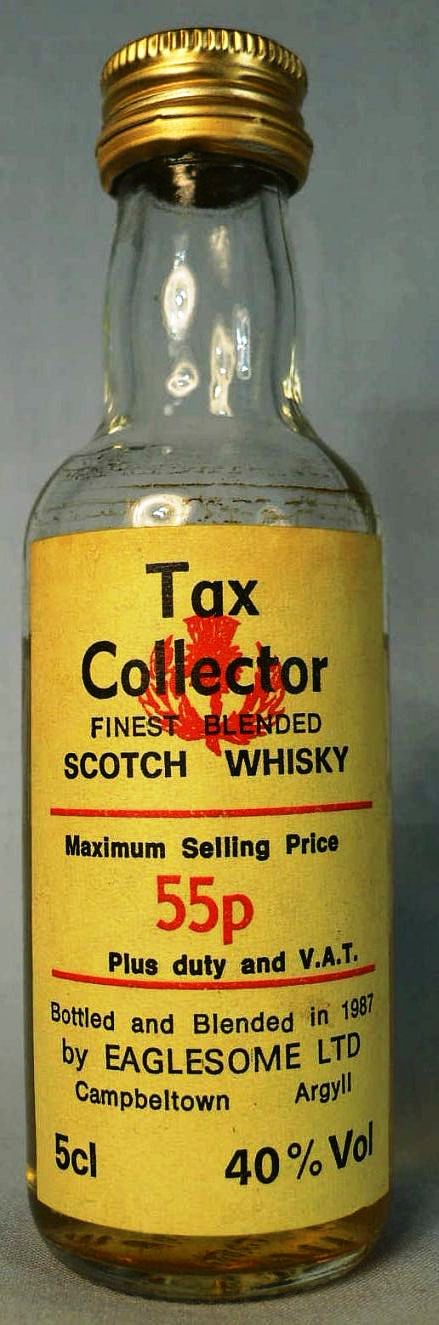 Tax
Collector
FINEST BLENDED
SCOTCH WHISKY
Maximum Selling Price
55p
Plus duty and V.A.T.
Bottled and Blended in 1987
by EAGLESOME LTD
Campbeltown Argyll
5cl 40% Vol